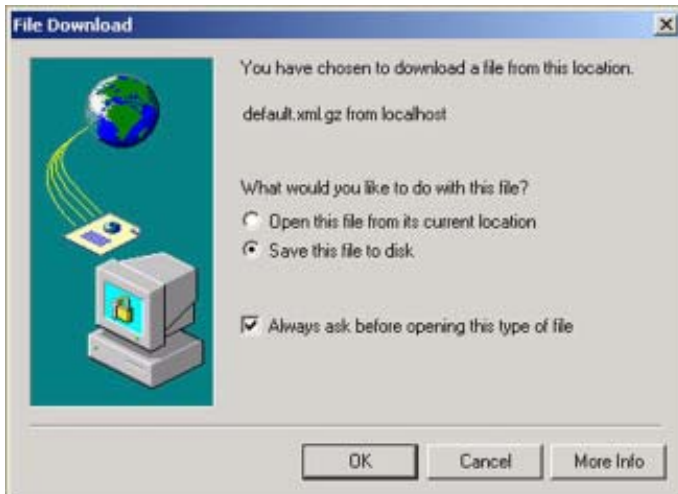 File Download
You have chosen to download a file from this location.
default.xml.gz from localhost
What would you like to do with this file?
Open this file from its current location
Save this file to disk
Always ask before opening this type of file
OK
Cancel
More Info